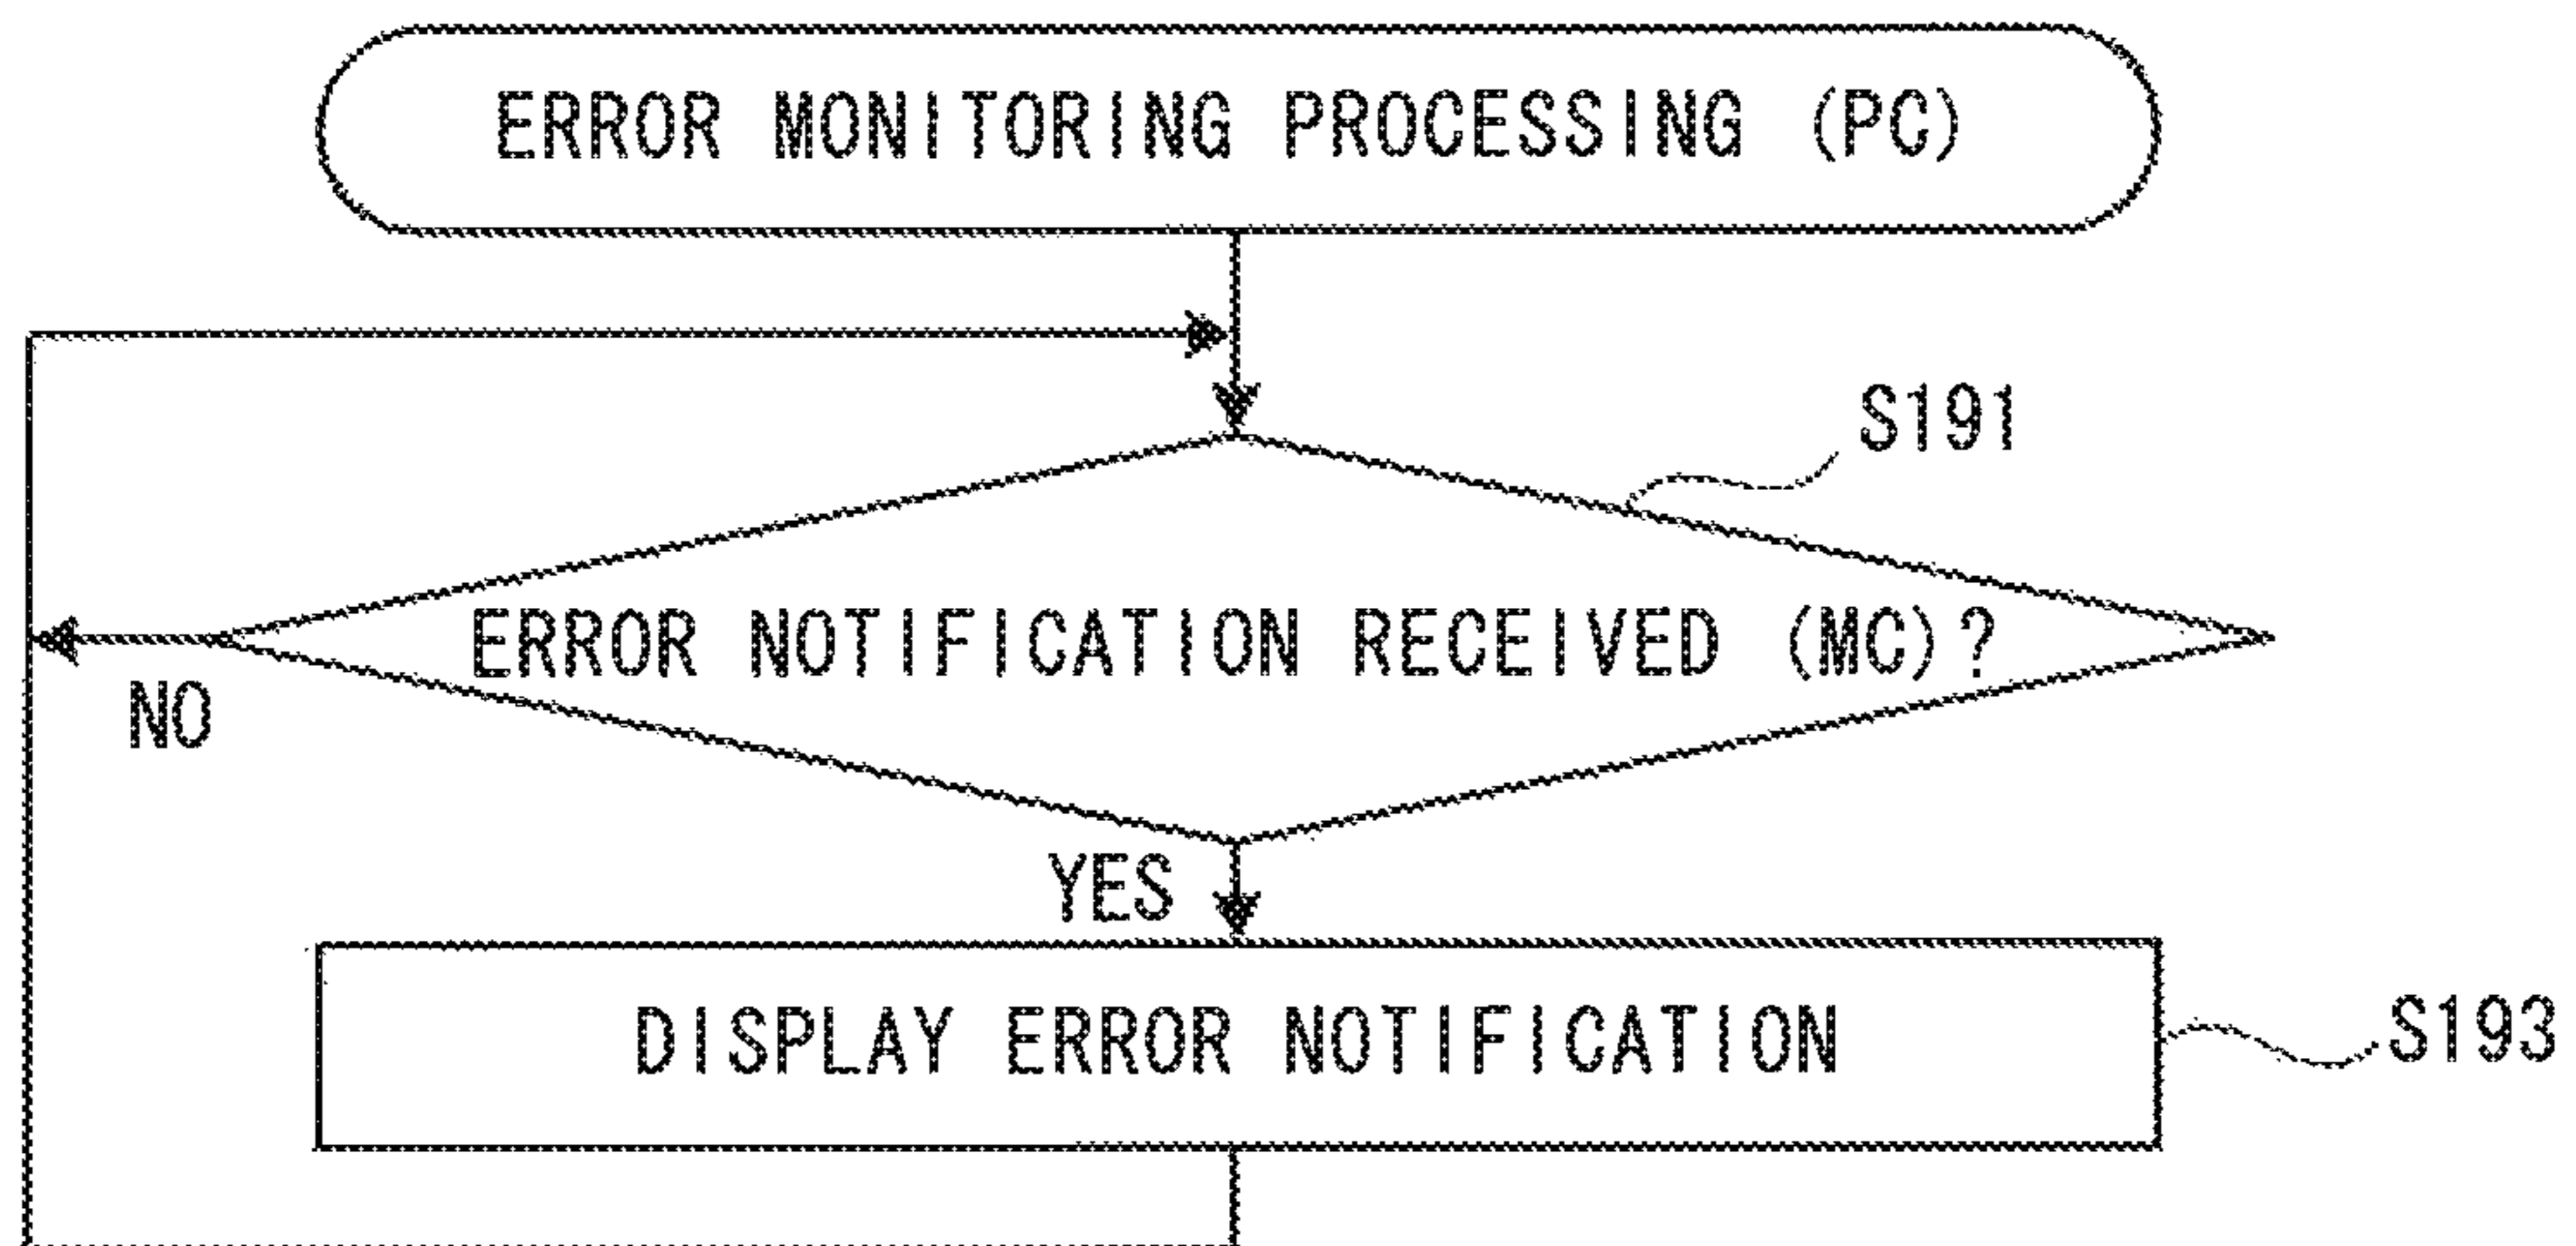 ERROR MONITORING PROCESSING (PC)
S191
ERROR NOTIFICATION RECEIVED (MC)?
NO
YES
DISPLAY ERROR NOTIFICATION
S193